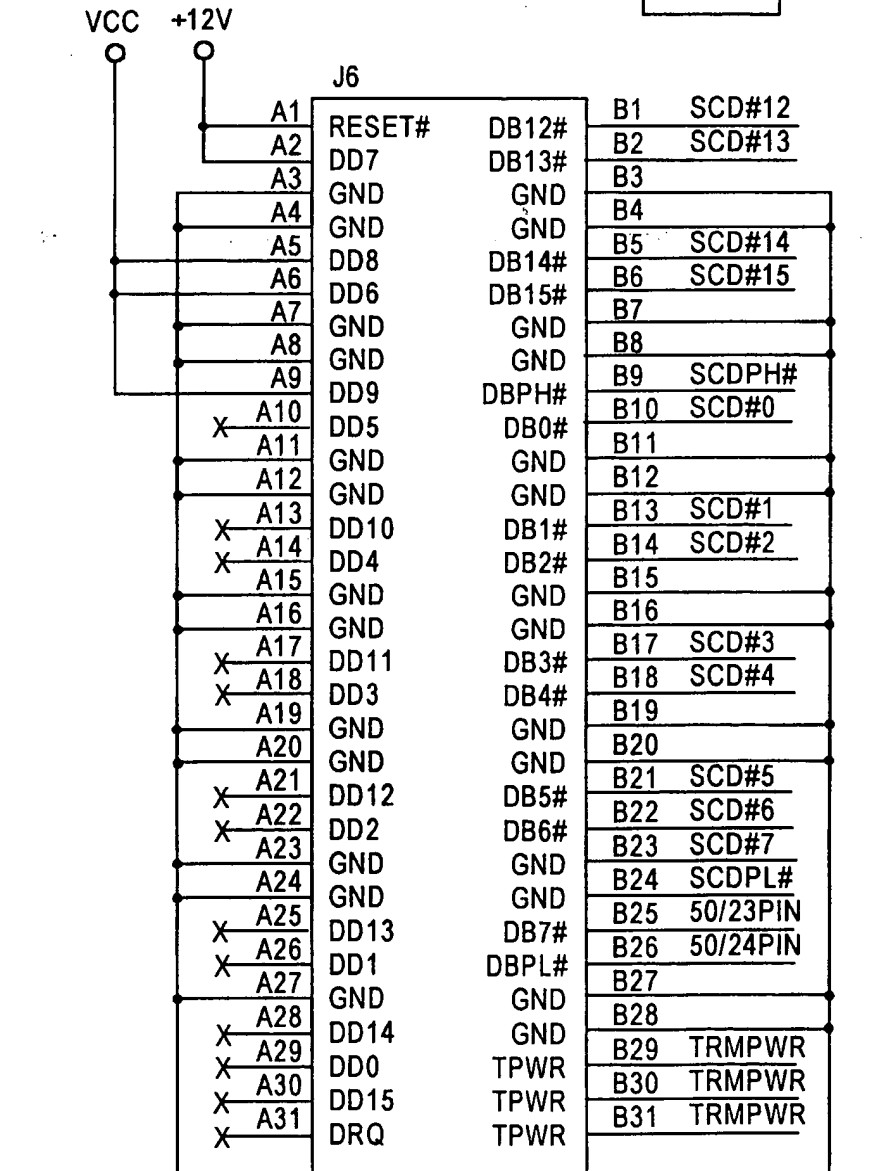 VCC +12V
J6
A1 RESET# DB12# B1 SCD#12
A2 DD7 DB13# B2 SCD#13
A3 GND GND B3
A4 GND GND B4
A5 DD8 DB14# B5 SCD#14
A6 DD6 DB15# B6 SCD#15
A7 GND GND B7
A8 GND GND B8
A9 DD9 DBPH# B9 SCDPH#
A10 DD5 DB0# B10 SCD#0
A11 GND GND B11
A12 GND GND B12
A13 DD10 DB1# B13 SCD#1
A14 DD4 DB2# B14 SCD#2
A15 GND GND B15
A16 GND GND B16
A17 DD11 DB3# B17 SCD#3
A18 DD3 DB4# B18 SCD#4
A19 GND GND B19
A20 GND GND B20
A21 DD12 DB5# B21 SCD#5
A22 DD2 DB6# B22 SCD#6
A23 GND GND B23 SCD#7
A24 GND GND B24 SCDPL#
A25 DD13 DB7# B25 50/23PIN
A26 DD1 DBPL# B26 50/24PIN
A27 GND GND B27
A28 DD14 GND B28
A29 DD0 TPWR B29 TRMPWR
A30 DD15 TPWR B30 TRMPWR
A31 DRQ TPWR B31 TRMPWR